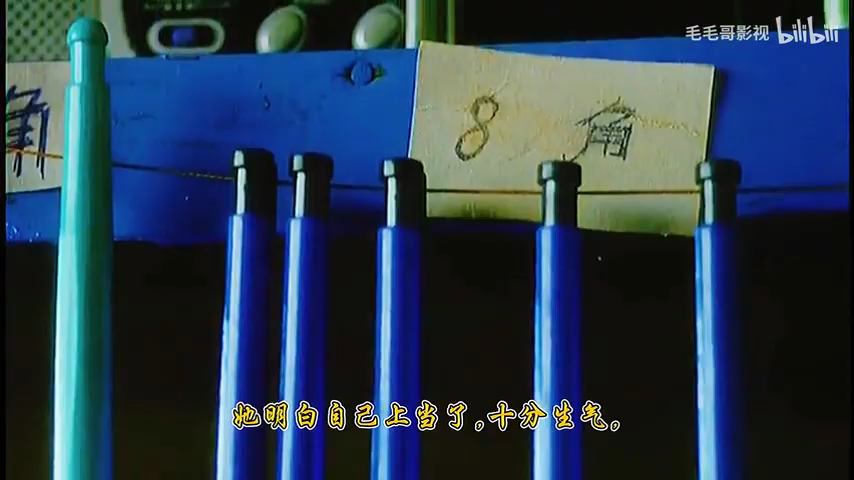 毛毛哥影视 bilibili
角
8 角
她明白自己上当了,十分生气,